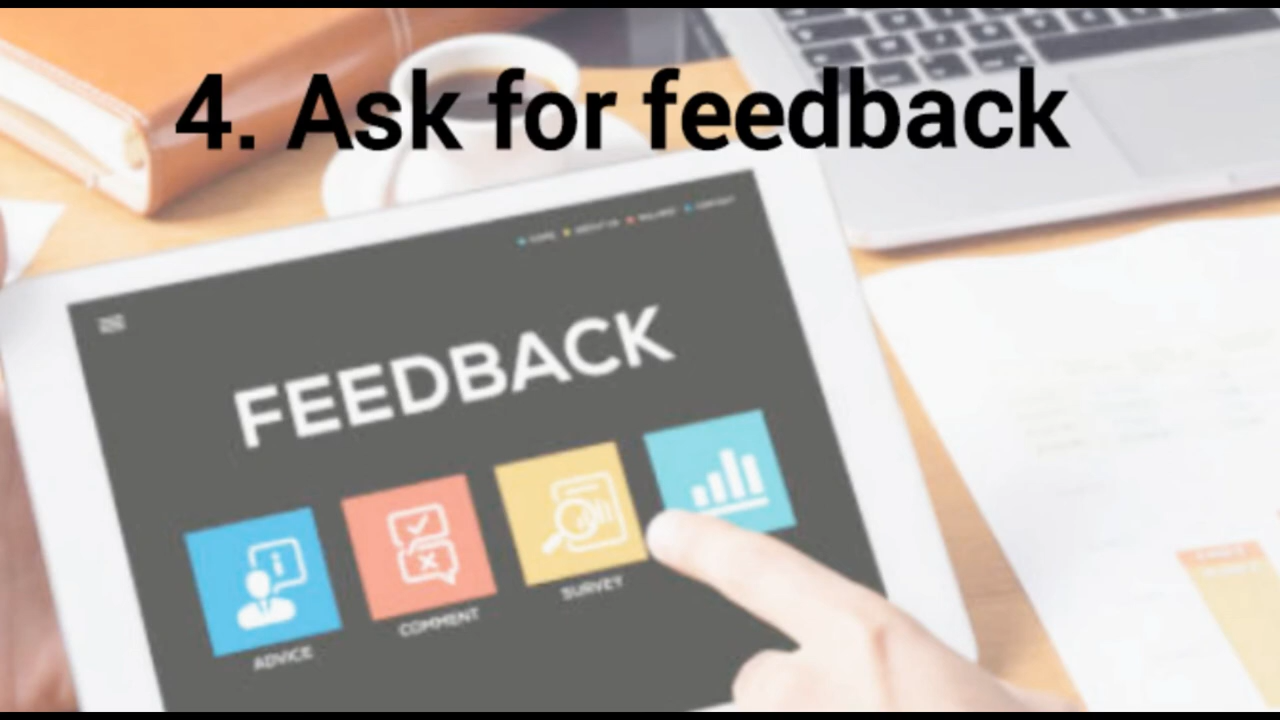 4. Ask for feedback
FEEDBACK
ADVICE
COMMENT
SURVEY